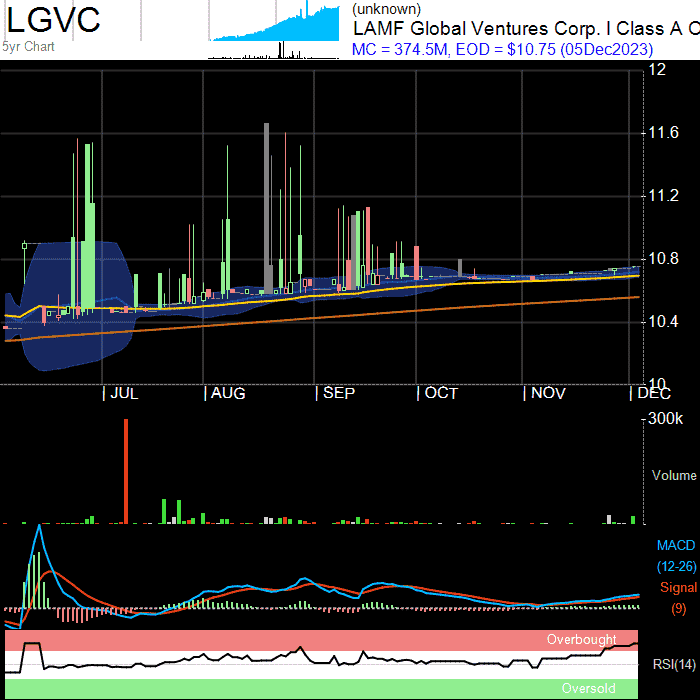 LGVC
5yr Chart
(unknown)
LAMF Global Ventures Corp. I Class A O
MC = 374.5M, EOD = $10.75 (05Dec2023)
12
11.6
11.2
10.8
10.4
10
JUL
AUG
SEP
OCT
NOV
DEC
300k
Volume
MACD
(12-26)
Signal
(9)
Overbought
RSI(14)
Oversold